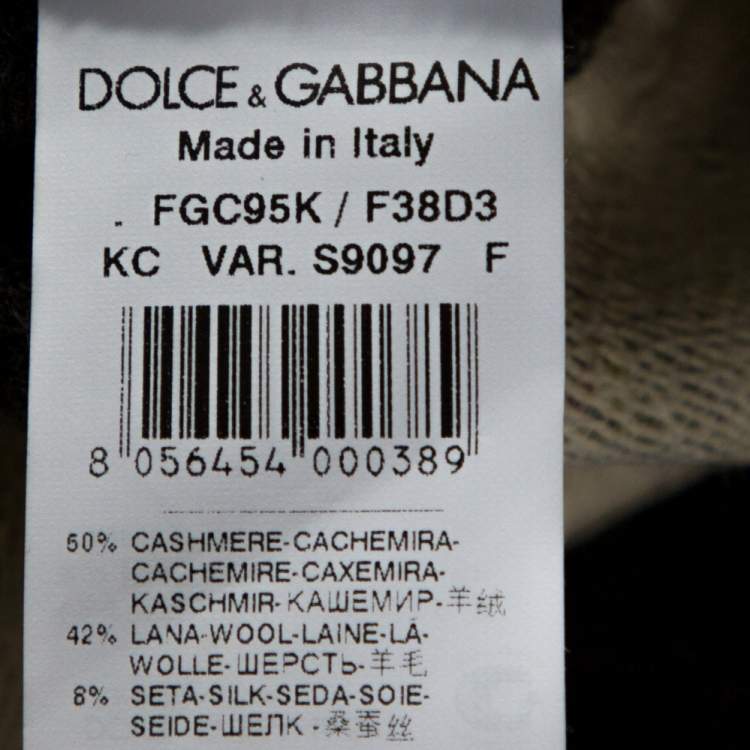 DOLCE & GABBANA
Made in Italy
. FGC95K / F38D3
KC VAR. S9097 F
8 056454 000389
50% CASHMERE-CACHEMIRA-
CACHEMIRE-CAXEMIRA-
KASCHMIR-КАШЕМИР-羊绒
42% LANA-WOOL-LAINE-LÃ-
WOLLE-ШЕРСТЬ-羊毛
8% SETA-SILK-SEDA-SOIE-
SEIDE-ШЕЛК-桑蚕丝